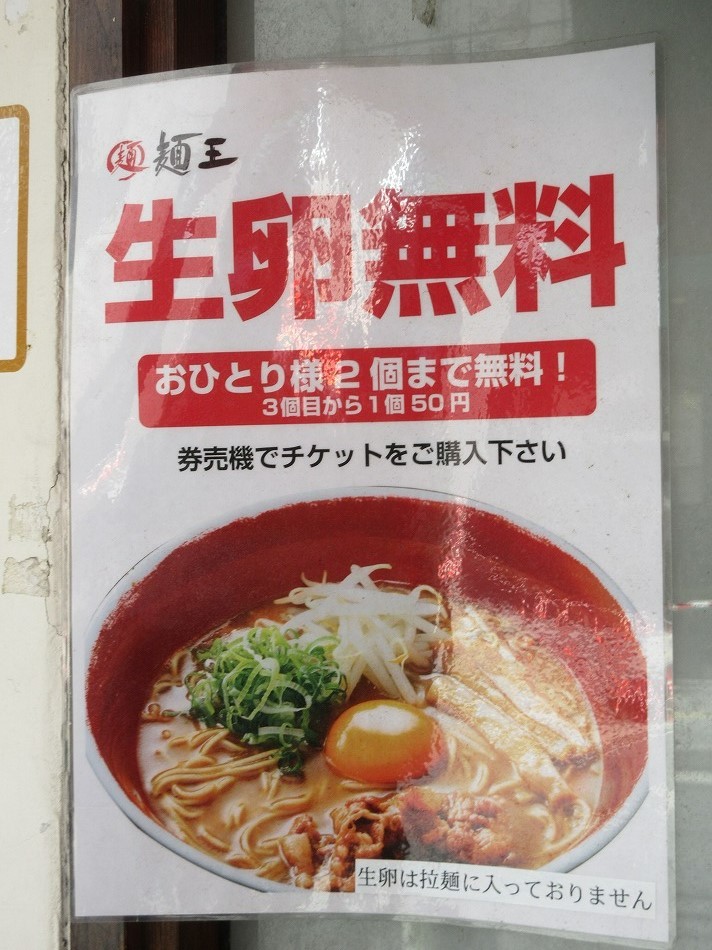 麺 麺王
生卵無料
おひとり様2個まで無料！
3個目から1個50円
券売機でチケットをご購入下さい
生卵は拉麺に入っておりません